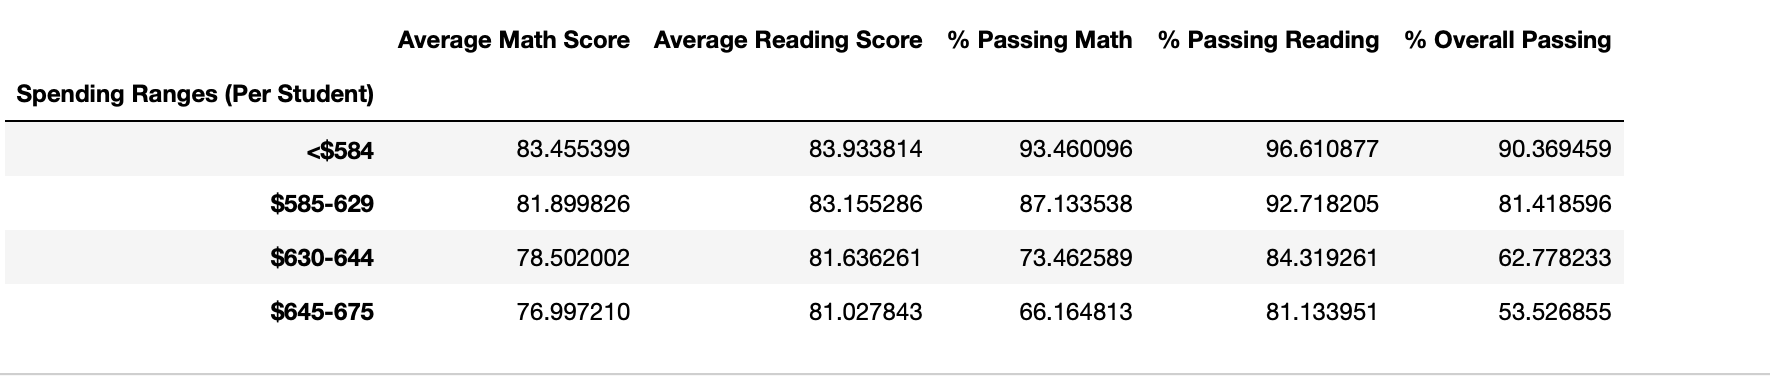 Average Math Score Average Reading Score % Passing Math % Passing Reading % Overall Passing
Spending Ranges (Per Student)
<$584 83.455399 83.933814 93.460096 96.610877 90.369459
$585-629 81.899826 83.155286 87.133538 92.718205 81.418596
$630-644 78.502002 81.636261 73.462589 84.319261 62.778233
$645-675 76.997210 81.027843 66.164813 81.133951 53.526855